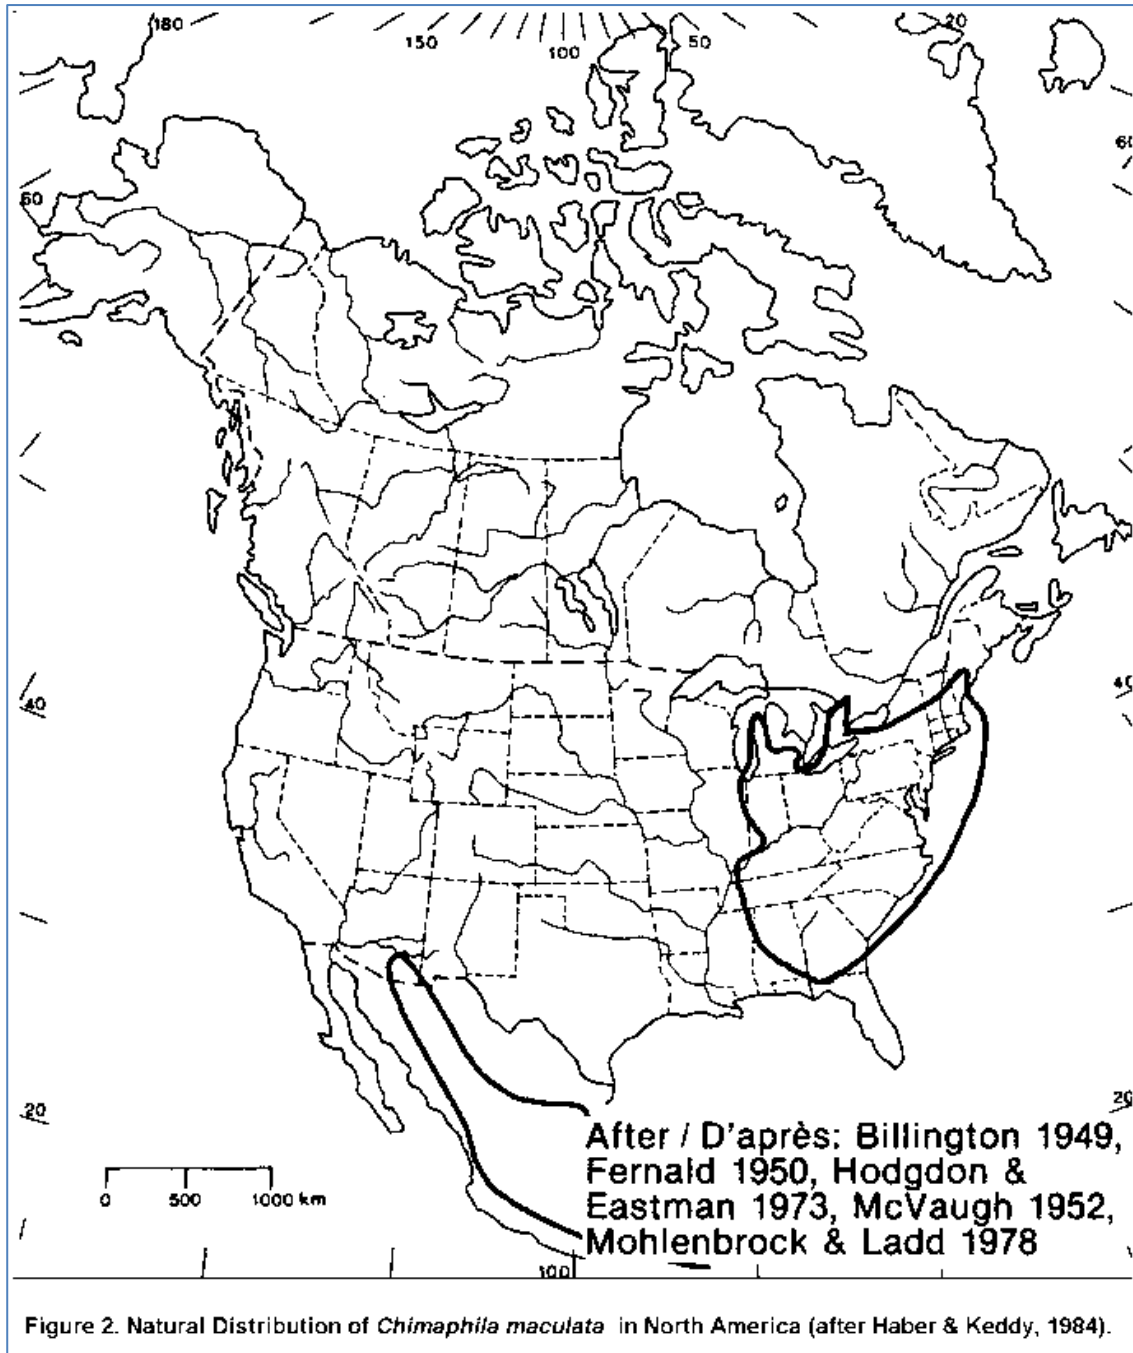 180
150
100
50
20
60
60
40
40
20
20
0 500 1000 km
After / D'après: Billington 1949,
Fernald 1950, Hodgdon &
Eastman 1973, McVaugh 1952,
Mohlenbrock & Ladd 1978
100
Figure 2. Natural Distribution of Chimaphila maculata in North America (after Haber & Keddy, 1984).